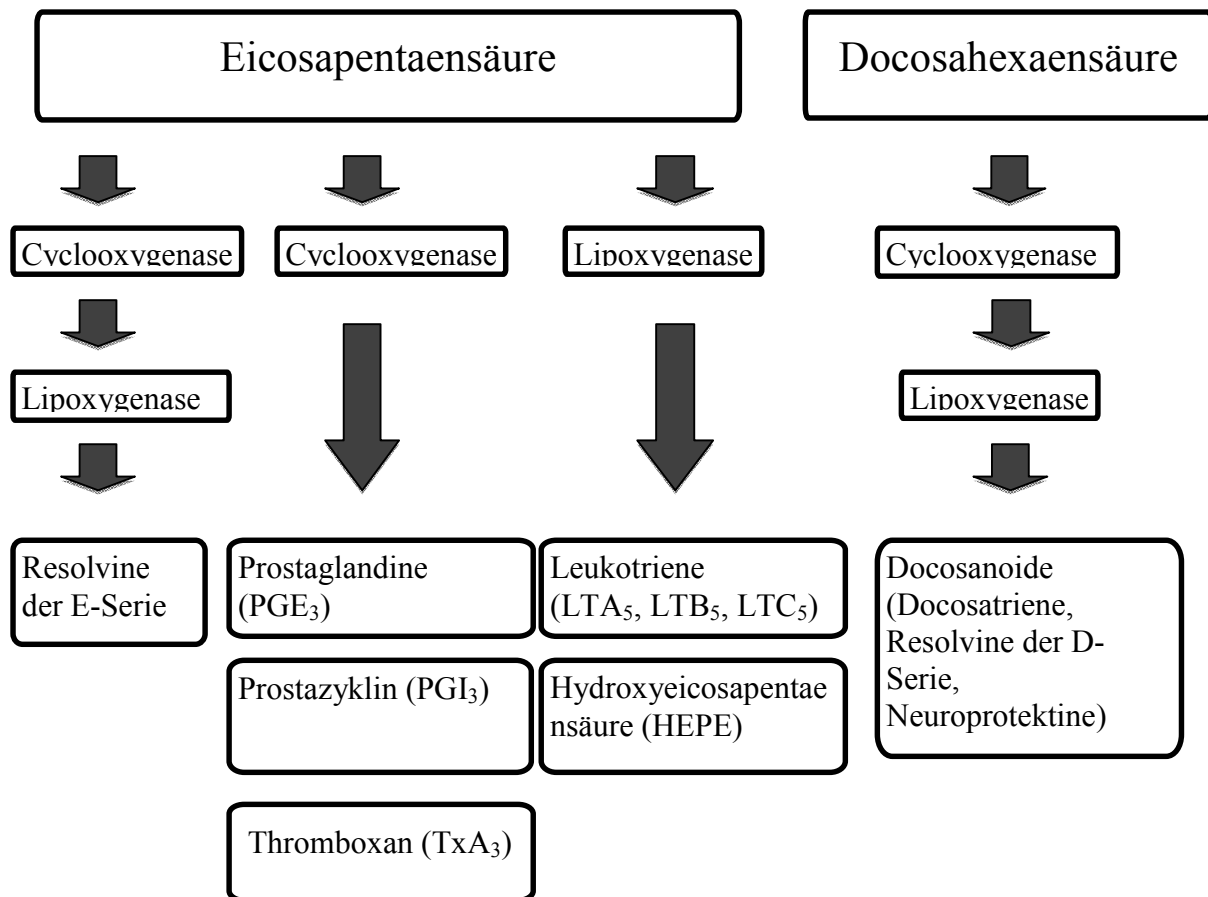 Eicosapentaensäure
Docosahexaensäure
Cyclooxygenase
Cyclooxygenase
Lipoxygenase
Cyclooxygenase
Lipoxygenase
Lipoxygenase
Resolvine
der E-Serie
Prostaglandine
(PGE₃)
Leukotriene
(LTA₅, LTB₅, LTC₅)
Docosanoide
(Docosatriene,
Resolvine der D-
Serie,
Neuroprotektine)
Prostazyklin (PGI₃)
Hydroxyeicosapentae
nsäure (HEPE)
Thromboxan (TxA₃)